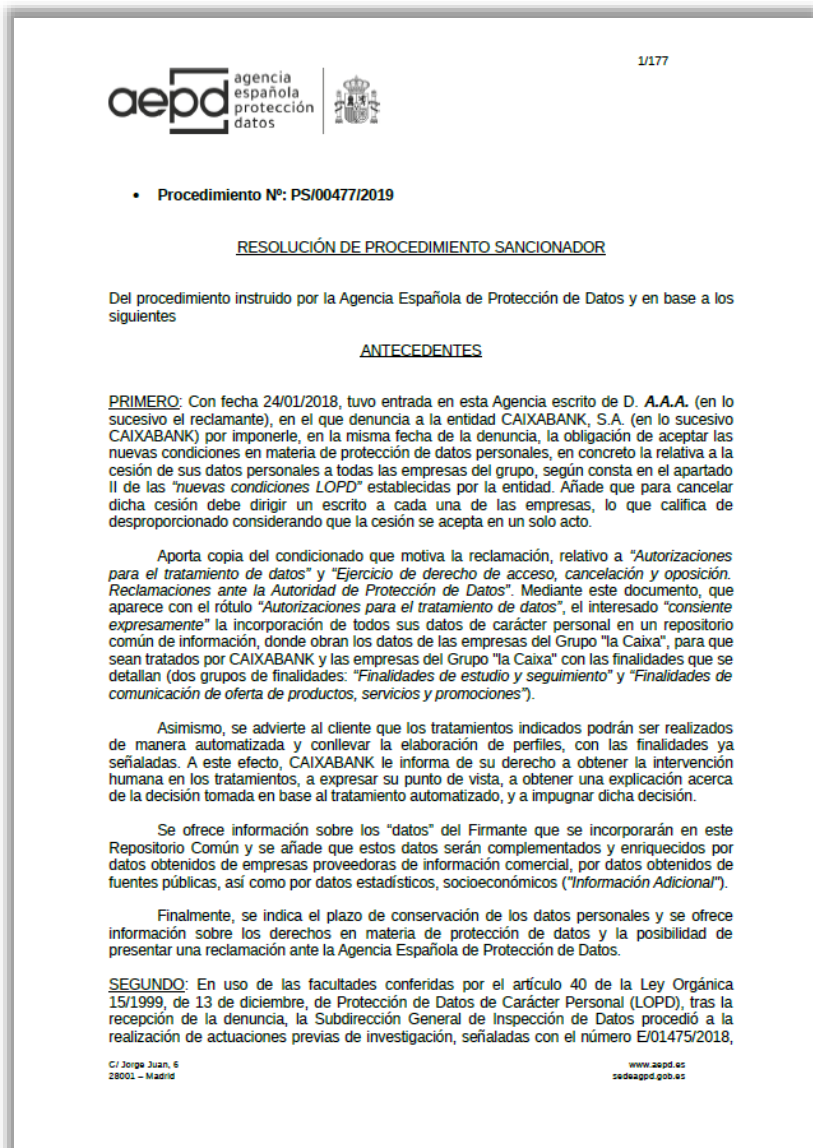 1/177
aepd
agencia
española
protección
datos
• Procedimiento Nº: PS/00477/2019
RESOLUCIÓN DE PROCEDIMIENTO SANCIONADOR
Del procedimiento instruido por la Agencia Española de Protección de Datos y en base a los
siguientes
ANTECEDENTES
PRIMERO: Con fecha 24/01/2018, tuvo entrada en esta Agencia escrito de D. A.A.A. (en lo
sucesivo el reclamante), en el que denuncia a la entidad CAIXABANK, S.A. (en lo sucesivo
CAIXABANK) por imponerle, en la misma fecha de la denuncia, la obligación de aceptar las
nuevas condiciones en materia de protección de datos personales, en concreto la relativa a la
cesión de sus datos personales a todas las empresas del grupo, según consta en el apartado
II de las “nuevas condiciones LOPD” establecidas por la entidad. Añade que para cancelar
dicha cesión debe dirigir un escrito a cada una de las empresas, lo que califica de
desproporcionado considerando que la cesión se acepta en un solo acto.
Aporta copia del condicionado que motiva la reclamación, relativo a “Autorizaciones
para el tratamiento de datos” y “Ejercicio de derecho de acceso, cancelación y oposición.
Reclamaciones ante la Autoridad de Protección de Datos”. Mediante este documento, que
aparece con el rótulo “Autorizaciones para el tratamiento de datos”, el interesado “consiente
expresamente” la incorporación de todos sus datos de carácter personal en un repositorio
común de información, donde obran los datos de las empresas del Grupo "la Caixa", para que
sean tratados por CAIXABANK y las empresas del Grupo "la Caixa" con las finalidades que se
detallan (dos grupos de finalidades: “Finalidades de estudio y seguimiento” y “Finalidades de
comunicación de oferta de productos, servicios y promociones”).
Asimismo, se advierte al cliente que los tratamientos indicados podrán ser realizados
de manera automatizada y conllevar la elaboración de perfiles, con las finalidades ya
señaladas. A este efecto, CAIXABANK le informa de su derecho a obtener la intervención
humana en los tratamientos, a expresar su punto de vista, a obtener una explicación acerca
de la decisión tomada en base al tratamiento automatizado, y a impugnar dicha decisión.
Se ofrece información sobre los “datos” del Firmante que se incorporarán en este
Repositorio Común y se añade que estos datos serán complementados y enriquecidos por
datos obtenidos de empresas proveedoras de información comercial, por datos obtenidos de
fuentes públicas, así como por datos estadísticos, socioeconómicos ("Información Adicional").
Finalmente, se indica el plazo de conservación de los datos personales y se ofrece
información sobre los derechos en materia de protección de datos y la posibilidad de
presentar una reclamación ante la Agencia Española de Protección de Datos.
SEGUNDO: En uso de las facultades conferidas por el artículo 40 de la Ley Orgánica
15/1999, de 13 de diciembre, de Protección de Datos de Carácter Personal (LOPD), tras la
recepción de la denuncia, la Subdirección General de Inspección de Datos procedió a la
realización de actuaciones previas de investigación, señaladas con el número E/01475/2018,
C/ Jorge Juan, 6
28001 – Madrid
www.aepd.es
sedeagpd.gob.es